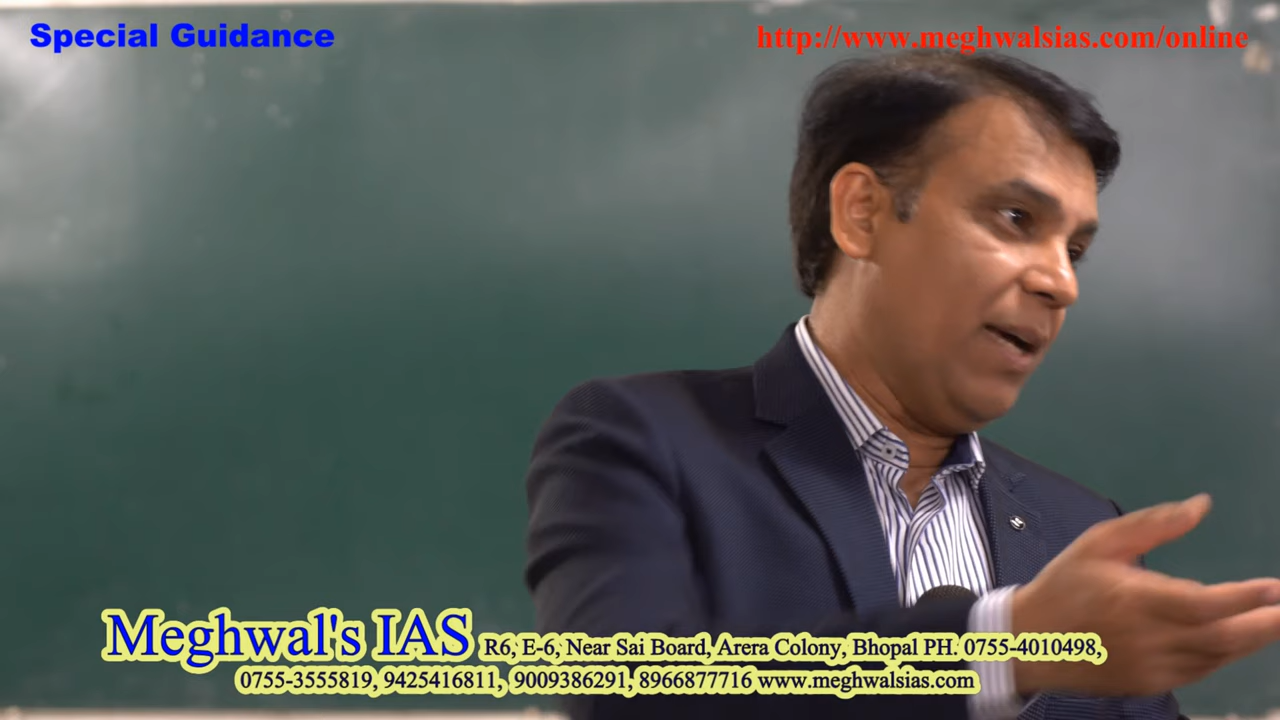 Special Guidance
http://www.meghwalsias.com/online
Meghwal's IAS R6, E-6, Near Sai Board, Arera Colony, Bhopal PH. 0755-4010498,
0755-3555819, 9425416811, 9009386291, 8966877716 www.meghwalsias.com